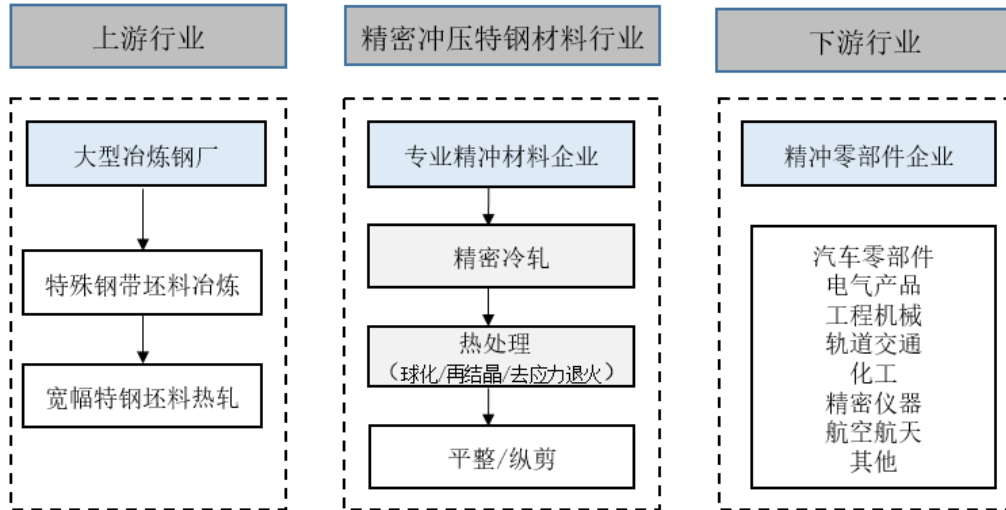 上游行业
大型冶炼钢厂
特殊钢带坯料冶炼
宽幅特钢坯料热轧
精密冲压特钢材料行业
专业精冲材料企业
精密冷轧
热处理
（球化/再结晶/去应力退火）
平整/纵剪
下游行业
精冲零部件企业
汽车零部件
电气产品
工程机械
轨道交通
化工
精密仪器
航空航天
其他